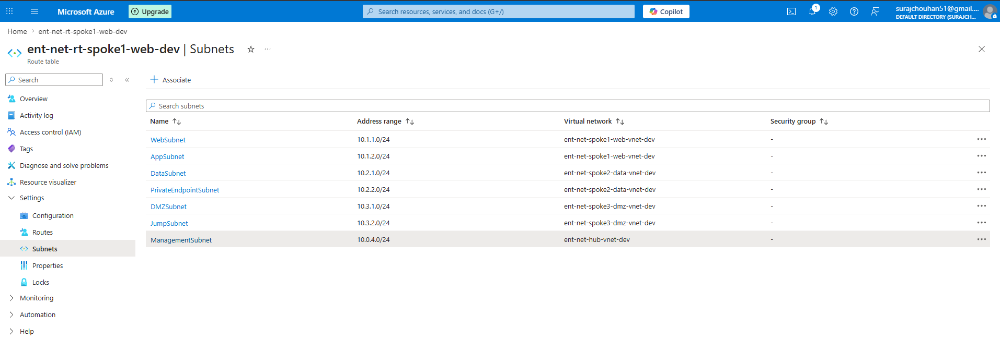 Microsoft Azure
Upgrade
Search resources, services, and docs (G+/)
Copilot
1
surajchouhan51@gmail....
DEFAULT DIRECTORY (SURAJCH...
Home > ent-net-rt-spoke1-web-dev
ent-net-rt-spoke1-web-dev | Subnets
Route table
Search
Associate
Overview
Activity log
Access control (IAM)
Tags
Diagnose and solve problems
Resource visualizer
Settings
Configuration
Routes
Subnets
Properties
Locks
Monitoring
Automation
Help
Search subnets
Name Address range Virtual network Security group
WebSubnet 10.1.1.0/24 ent-net-spoke1-web-vnet-dev -
AppSubnet 10.1.2.0/24 ent-net-spoke1-web-vnet-dev -
DataSubnet 10.2.1.0/24 ent-net-spoke2-data-vnet-dev -
PrivateEndpointSubnet 10.2.2.0/24 ent-net-spoke2-data-vnet-dev -
DMZSubnet 10.3.1.0/24 ent-net-spoke3-dmz-vnet-dev -
JumpSubnet 10.3.2.0/24 ent-net-spoke3-dmz-vnet-dev -
ManagementSubnet 10.0.4.0/24 ent-net-hub-vnet-dev -